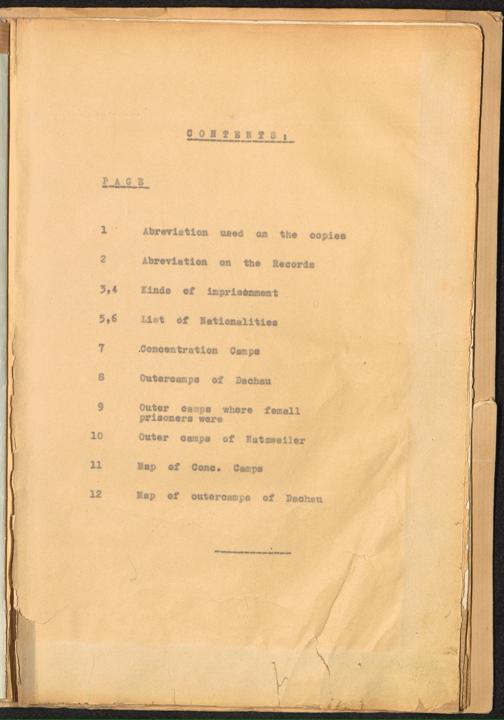 CONTENTS:
PAGE
1 Abreviation used on the copies
2 Abreviation on the Records
3,4 Kinds of imprisonment
5,6 List of Nationalities
7 .Concentration Camps
8 Outercamps of Dachau
9 Outer camps where femall
prisoners were
10 Outer camps of Natzweiler
11 Map of Conc. Camps
12 Map of outercamps of Dachau